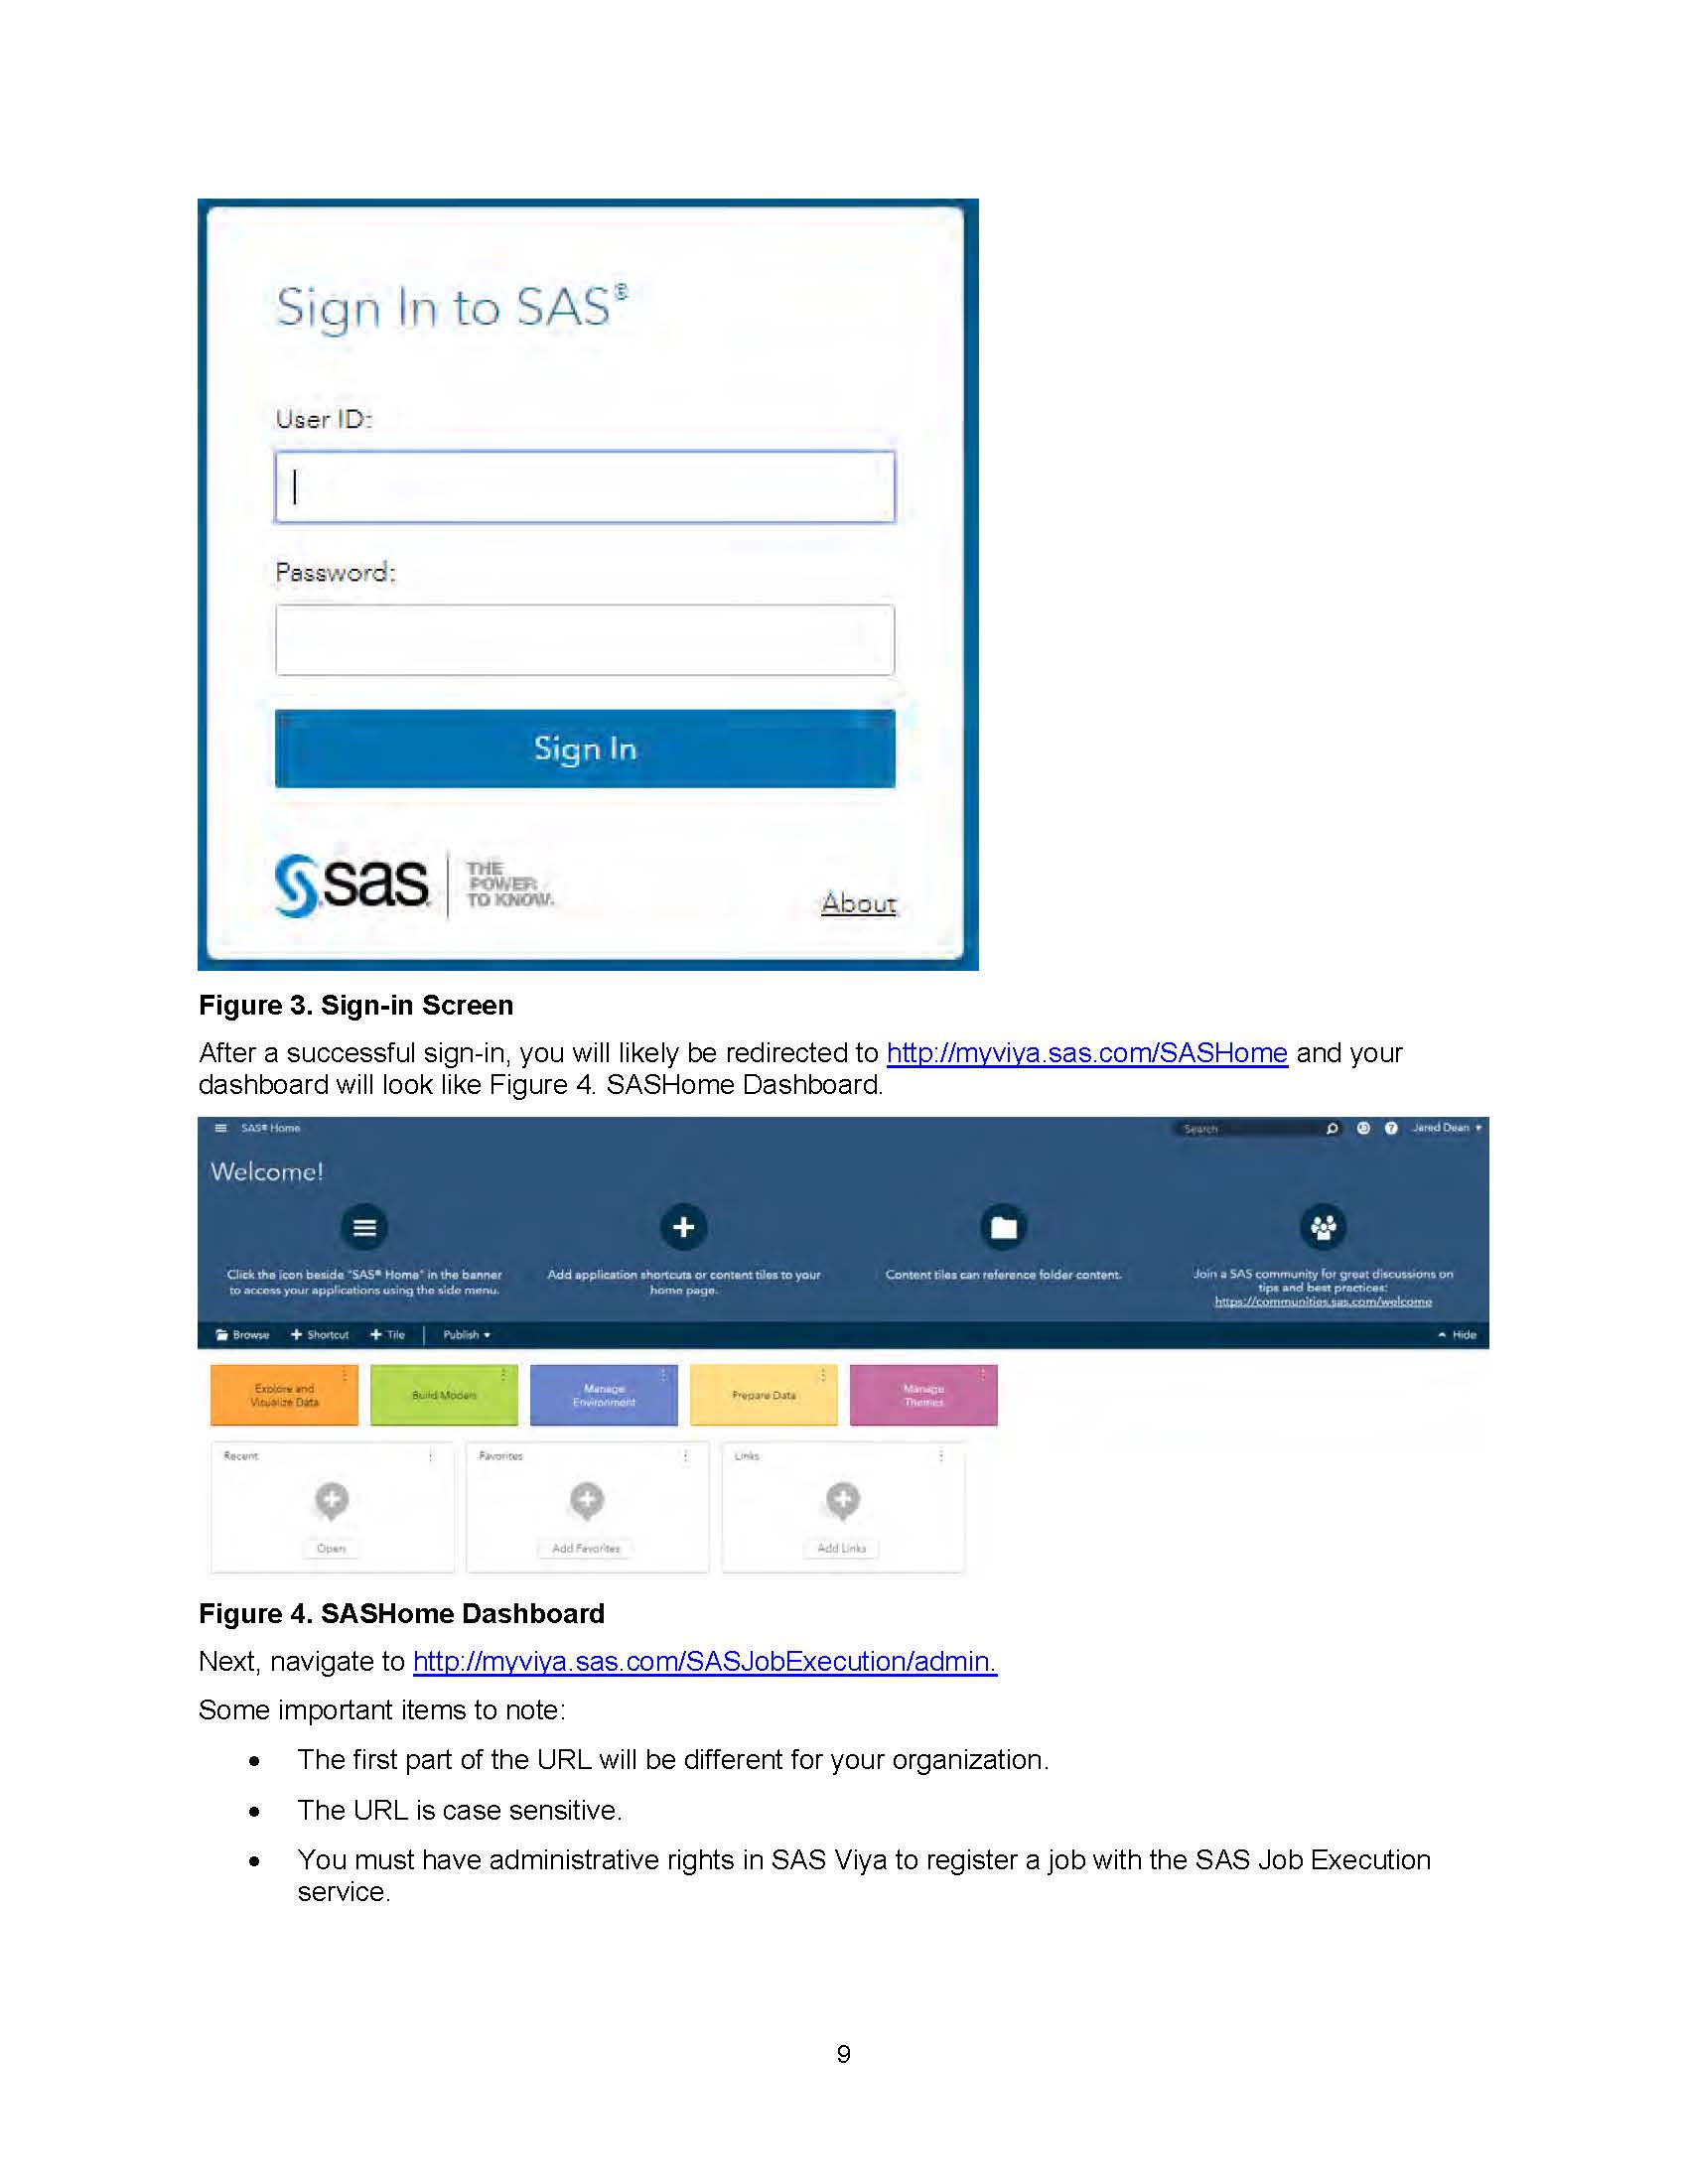 Sign In to SAS®
User ID:
Password:
Sign In
sas
THE
POWER
TO KNOW.
About
Figure 3. Sign-in Screen
After a successful sign-in, you will likely be redirected to http://myviya.sas.com/SASHome and your
dashboard will look like Figure 4. SASHome Dashboard.
SAS® Home
Search
Jared Dean
Welcome!
Click the icon beside "SAS® Home" in the banner
to access your applications using the side menu.
Add application shortcuts or content tiles to your
home page.
Content tiles can reference folder content.
Join a SAS community for great discussions on
tips and best practices:
https://communities.sas.com/welcome
Browse + Shortcut + Tile | Publish
Hide
Explore and
Visualize Data
Build Models
Manage
Environment
Prepare Data
Manage
Themes
Recent
Favorites
Links
Open
Add Favorites
Add Links
Figure 4. SASHome Dashboard
Next, navigate to http://myviya.sas.com/SASJobExecution/admin.
Some important items to note:
• The first part of the URL will be different for your organization.
• The URL is case sensitive.
• You must have administrative rights in SAS Viya to register a job with the SAS Job Execution
service.
9